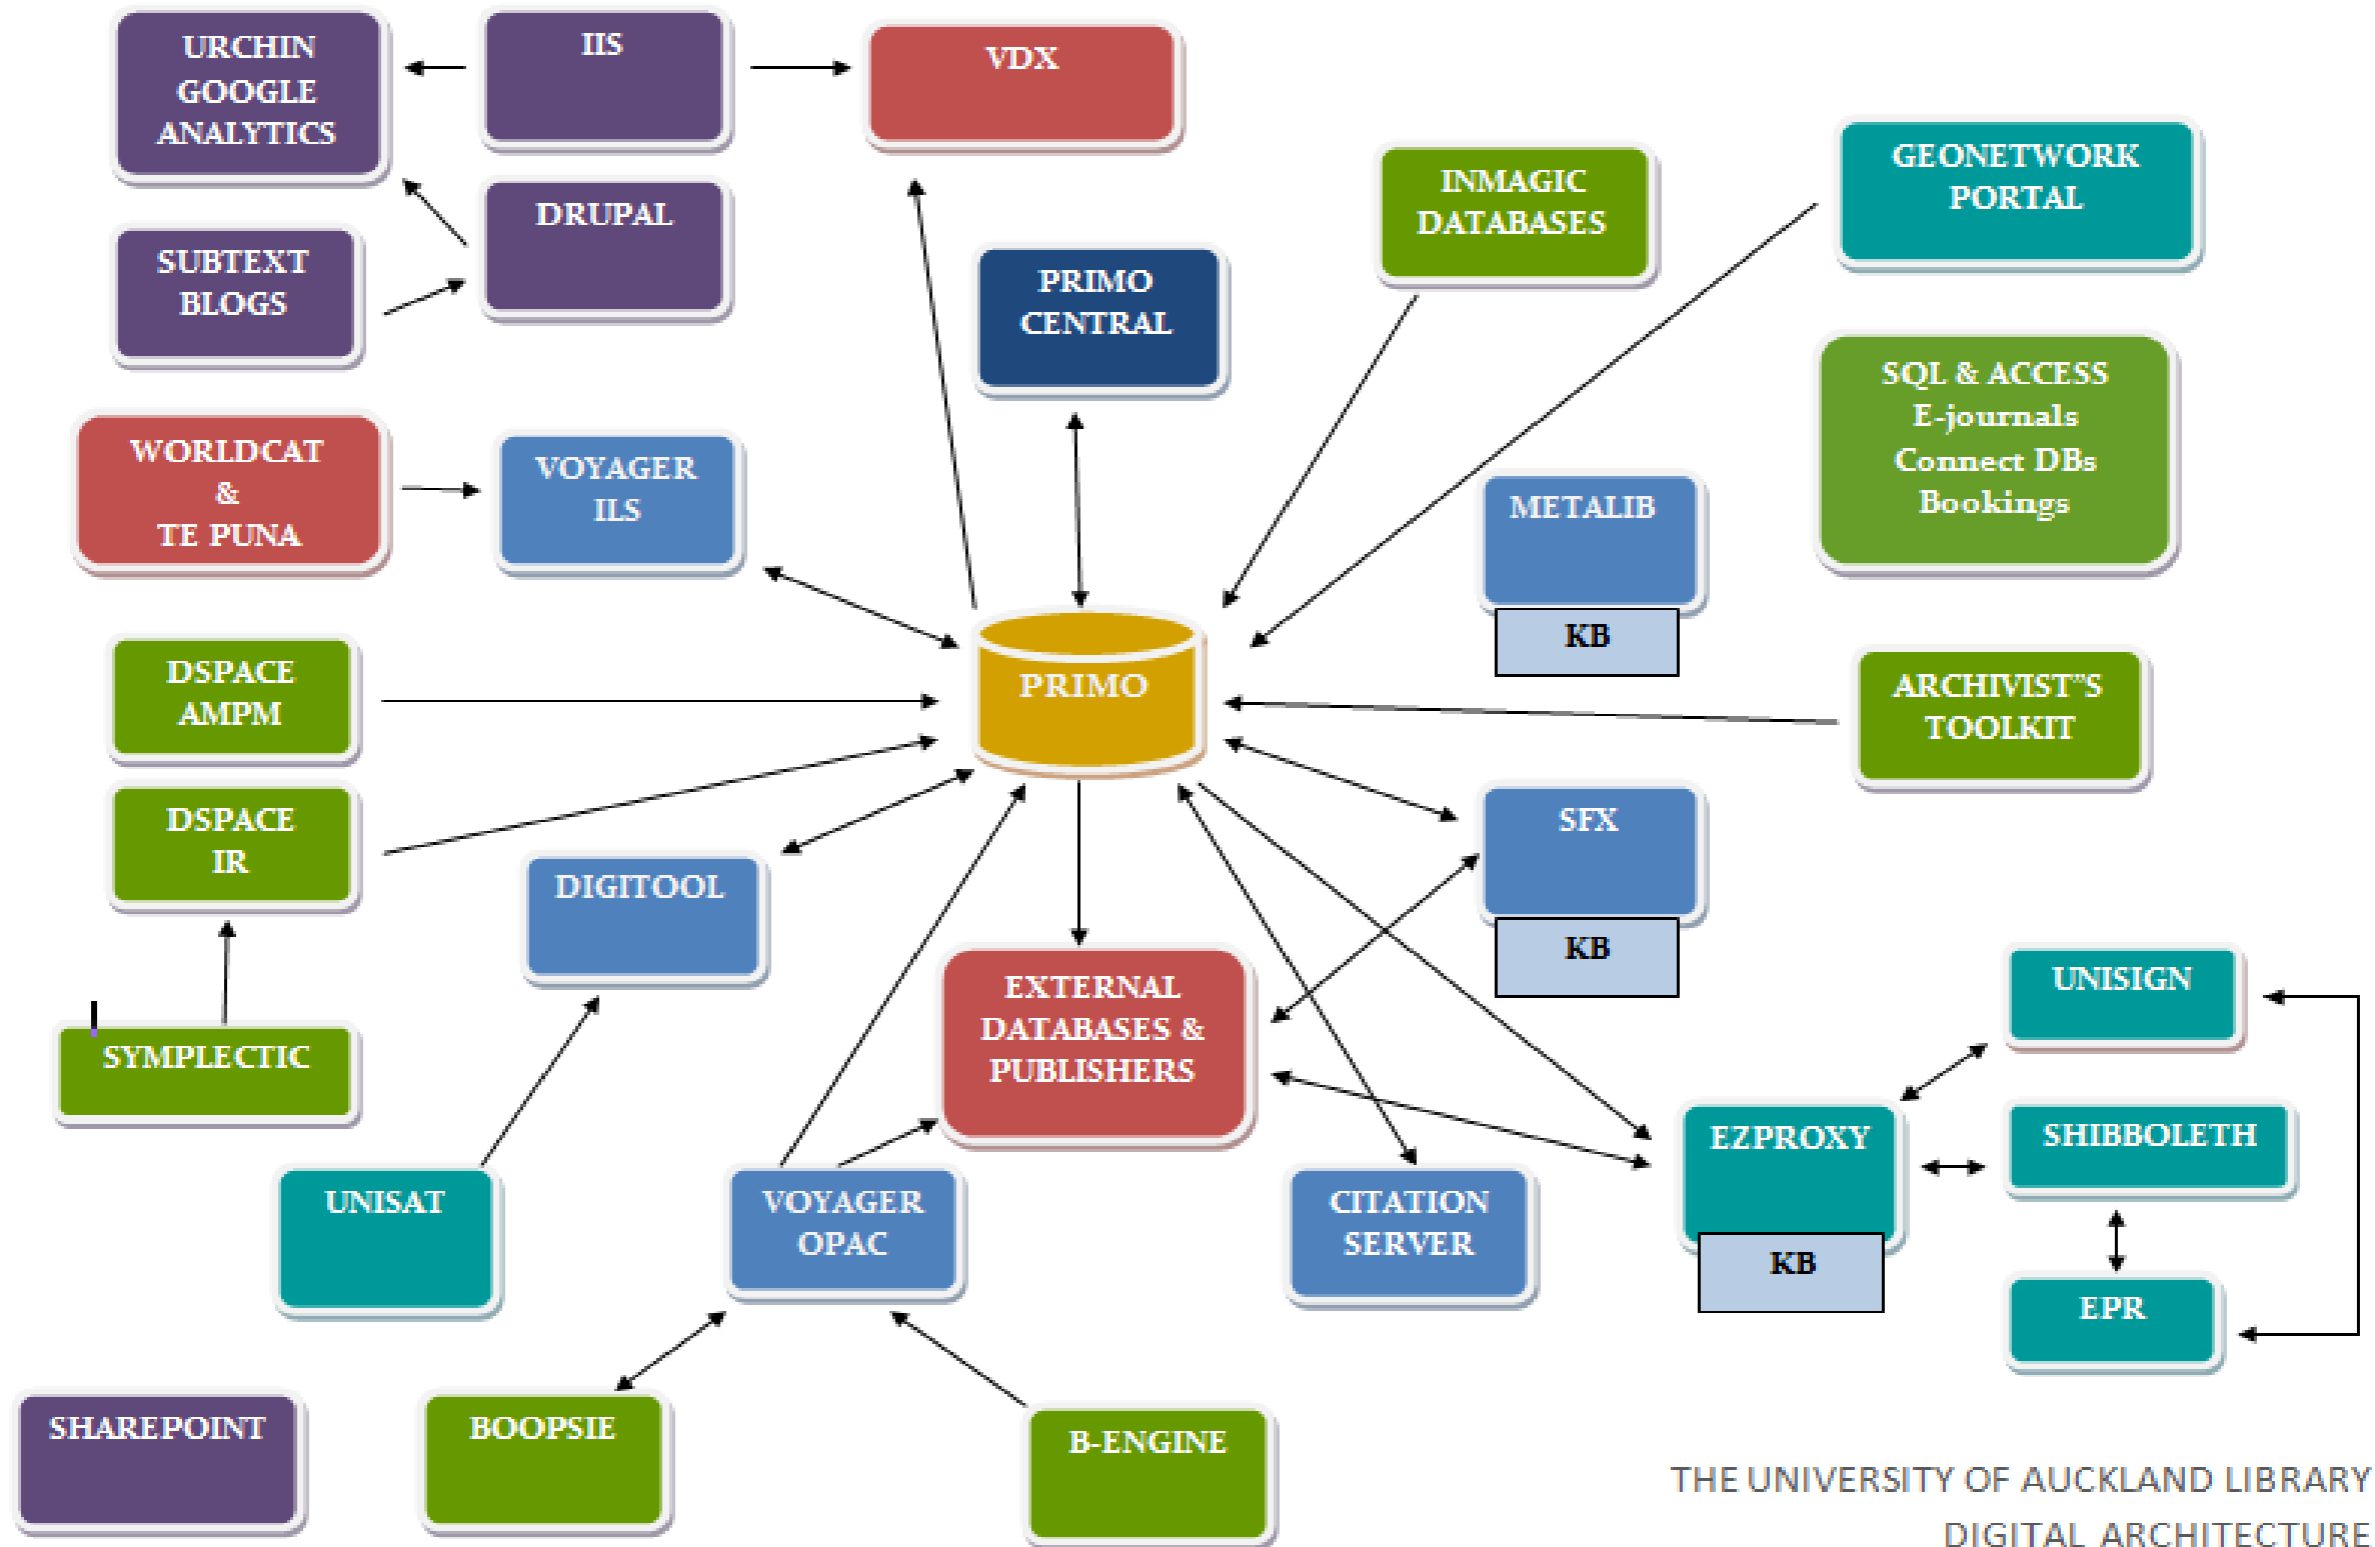 URCHIN
GOOGLE
ANALYTICS
IIS
VDX
SUBTEXT
BLOGS
DRUPAL
PRIMO
CENTRAL
INMAGIC
DATABASES
GEONETWORK
PORTAL
WORLDCAT
&
TE PUNA
VOYAGER
ILS
METALIB
KB
SQL & ACCESS
E-journals
Connect DBs
Bookings
DSPACE
AMPM
PRIMO
ARCHIVIST”S
TOOLKIT
DSPACE
IR
DIGITOOL
SFX
KB
SYMPLECTIC
EXTERNAL
DATABASES &
PUBLISHERS
UNISIGN
UNISAT
VOYAGER
OPAC
CITATION
SERVER
EZPROXY
KB
SHIBBOLETH
EPR
SHAREPOINT
BOOPSIE
B-ENGINE
THE UNIVERSITY OF AUCKLAND LIBRARY
DIGITAL ARCHITECTURE